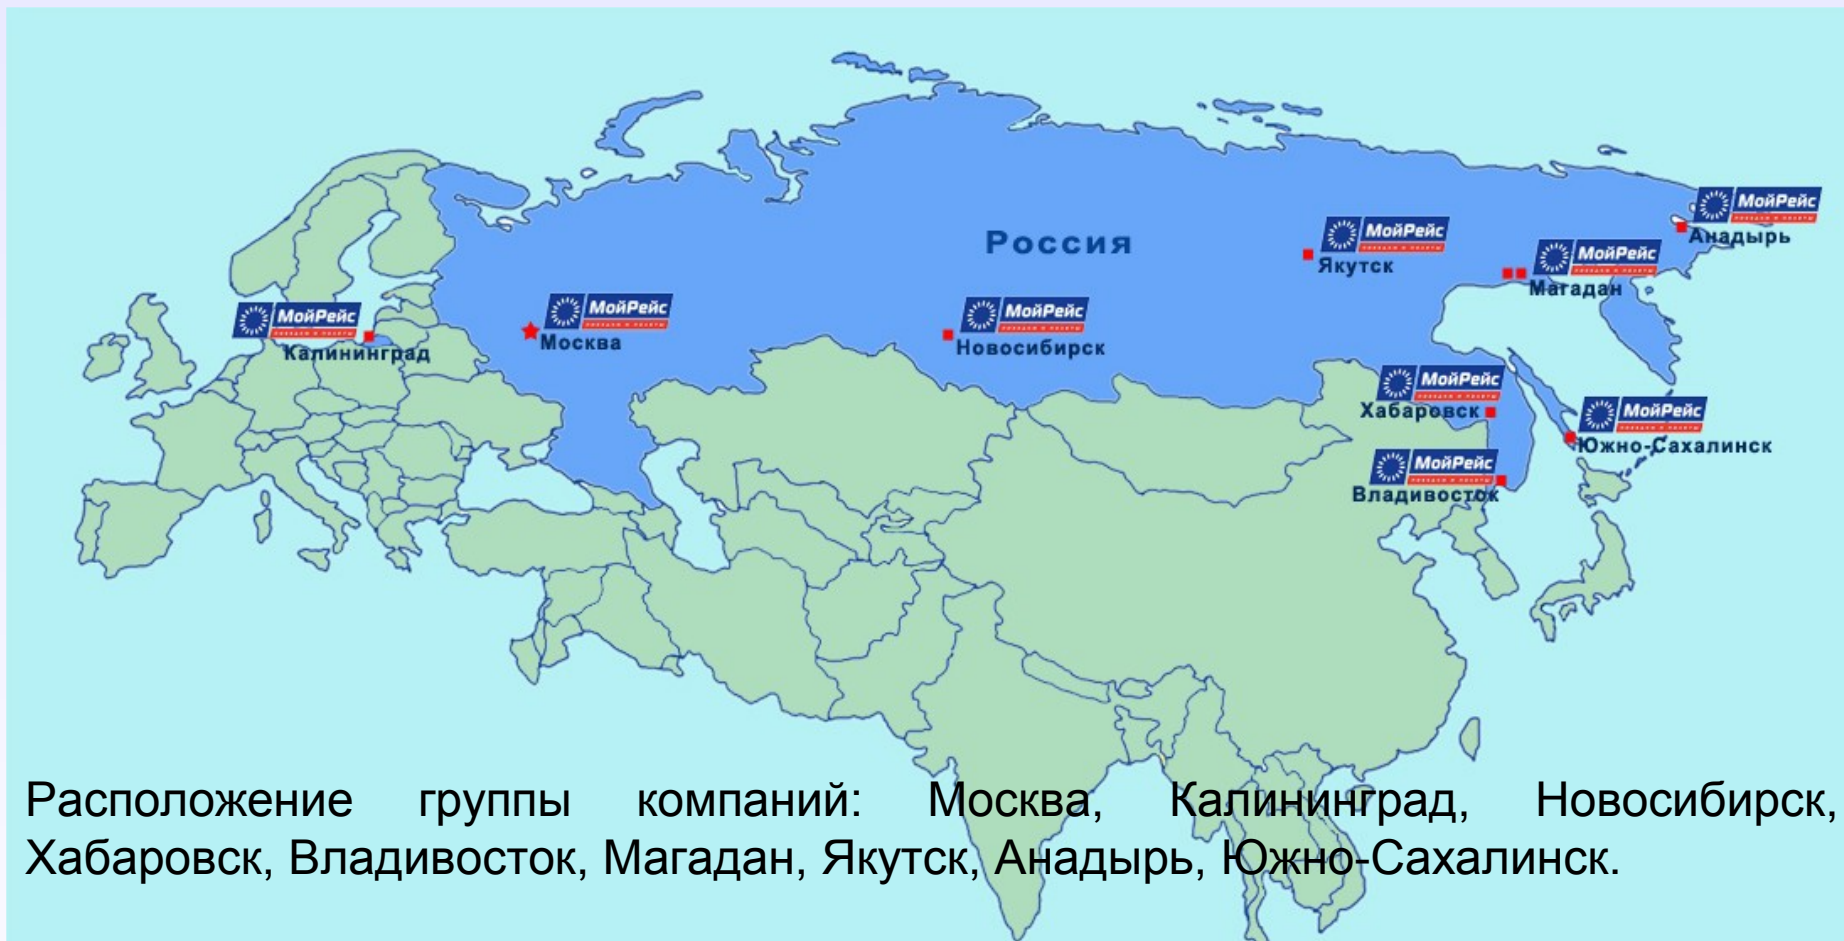 МойРейс
Анадырь
МойРейс
Якутск
Россия
МойРейс
Магадан
МойРейс
Москва
МойРейс
Новосибирск
МойРейс
Калининград
МойРейс
Хабаровск
МойРейс
Южно-Сахалинск
МойРейс
Владивосток
Расположение группы компаний: Москва, Калининград, Новосибирск,
Хабаровск, Владивосток, Магадан, Якутск, Анадырь, Южно-Сахалинск.